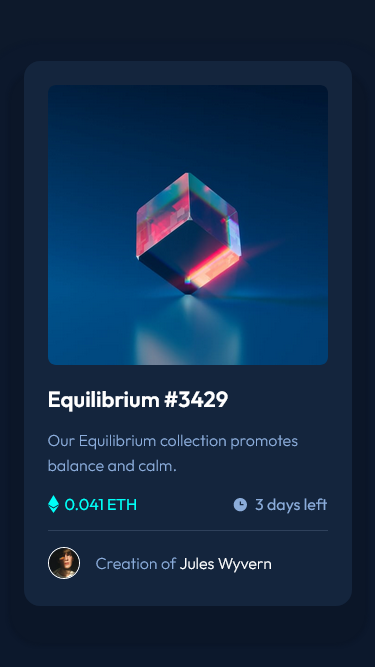 Equilibrium #3429
Our Equilibrium collection promotes
balance and calm.
0.041 ETH
3 days left
Creation of Jules Wyvern